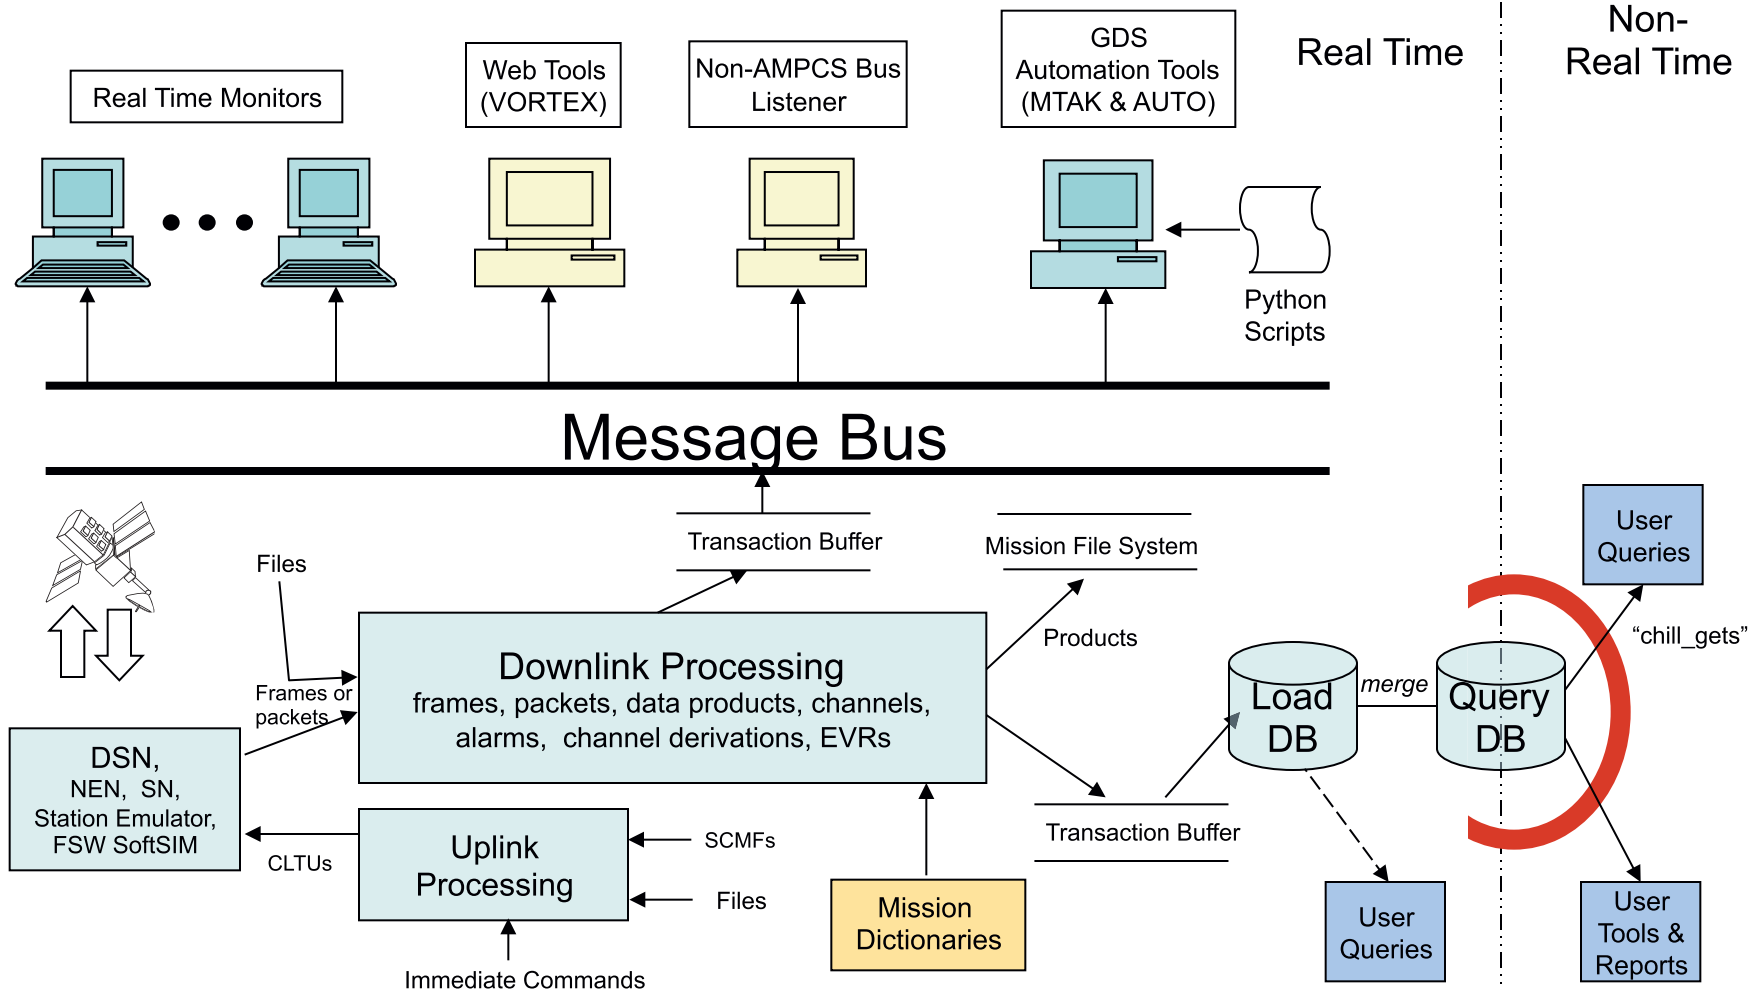 Real Time Monitors
Web Tools
(VORTEX)
Non-AMPCS Bus
Listener
GDS
Automation Tools
(MTAK & AUTO)
Real Time
Non-
Real Time
Python
Scripts
Message Bus
Transaction Buffer
Mission File System
User
Queries
Files
Products
"chill_gets"
Downlink Processing
frames, packets, data products, channels,
alarms, channel derivations, EVRs
Frames or
packets
Load
DB
merge
Query
DB
DSN,
NEN, SN,
Station Emulator,
FSW SoftSIM
CLTUs
Uplink
Processing
SCMFs
Files
Immediate Commands
Mission
Dictionaries
Transaction Buffer
User
Queries
User
Tools &
Reports